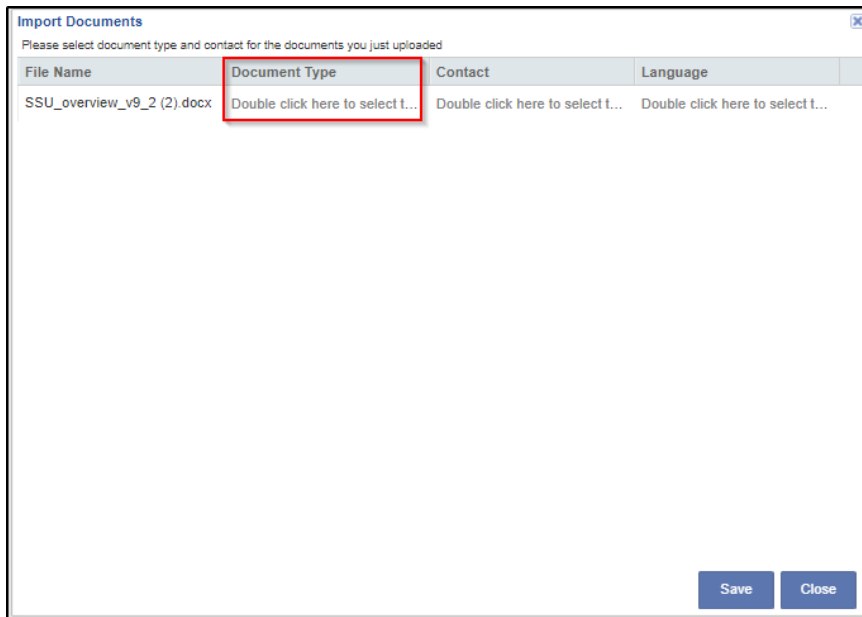 Import Documents
Please select document type and contact for the documents you just uploaded
File Name Document Type Contact Language
SSU_overview_v9_2 (2).docx Double click here to select t... Double click here to select t... Double click here to select t...
Save Close